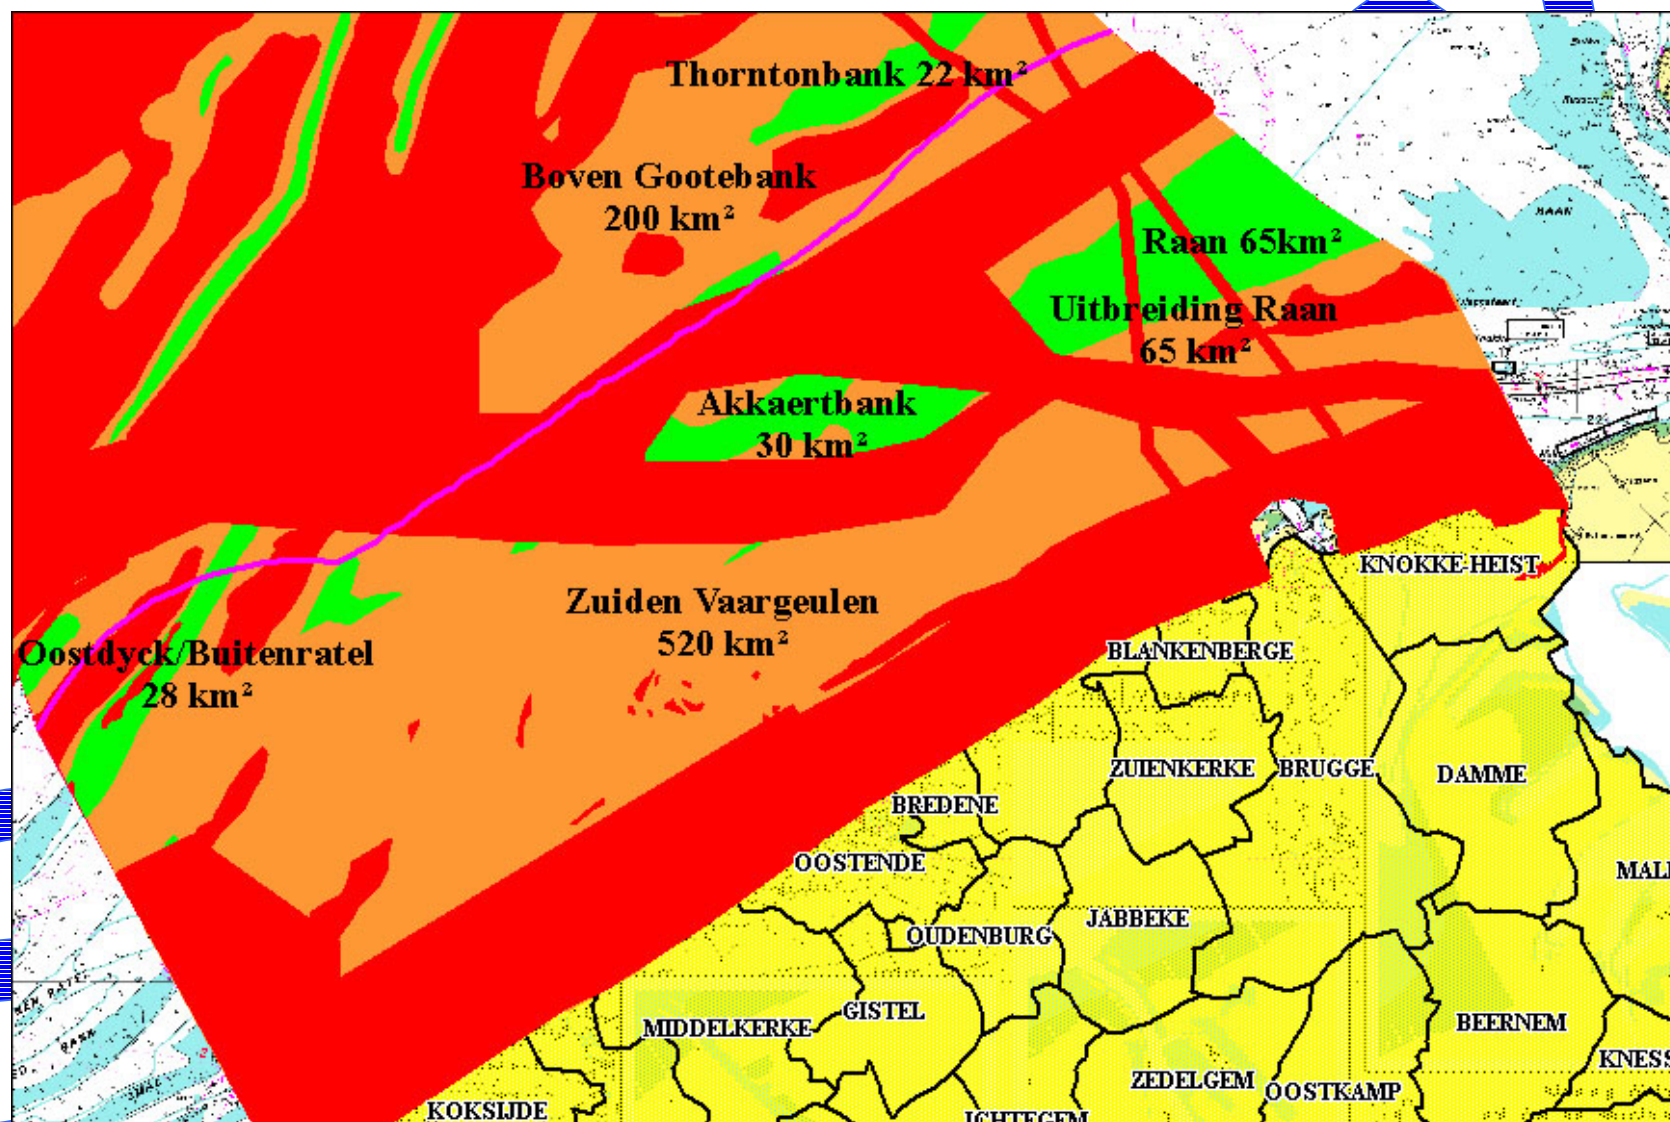 Thorntonbank 22 km²
Boven Gootebank
200 km²
RAAN
Raan 65km²
Uitbreiding Raan
65 km²
Akkaertbank
30 km²
KNOKKE-HEIST
Zuiden Vaargeulen
520 km²
Oostdyck/Buitenratel
28 km²
BLANKENBERGE
ZUIENKERKE
BRUGGE
DAMME
BREDENE
OOSTENDE
MAL
JABBEKE
OUDENBURG
GISTEL
MIDDELKERKE
BEERNEM
KNESS
ZEDELGEM
OOSTKAMP
KOKSIJDE
ICHTEGEM